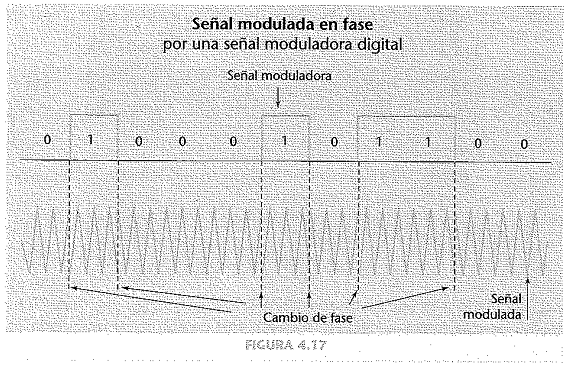 Señal modulada en fase
por una señal moduladora digital
Señal moduladora
0 1 0 0 0 1 0 1 1 0 0
Cambio de fase
Señal
modulada
FIGURA 4.17